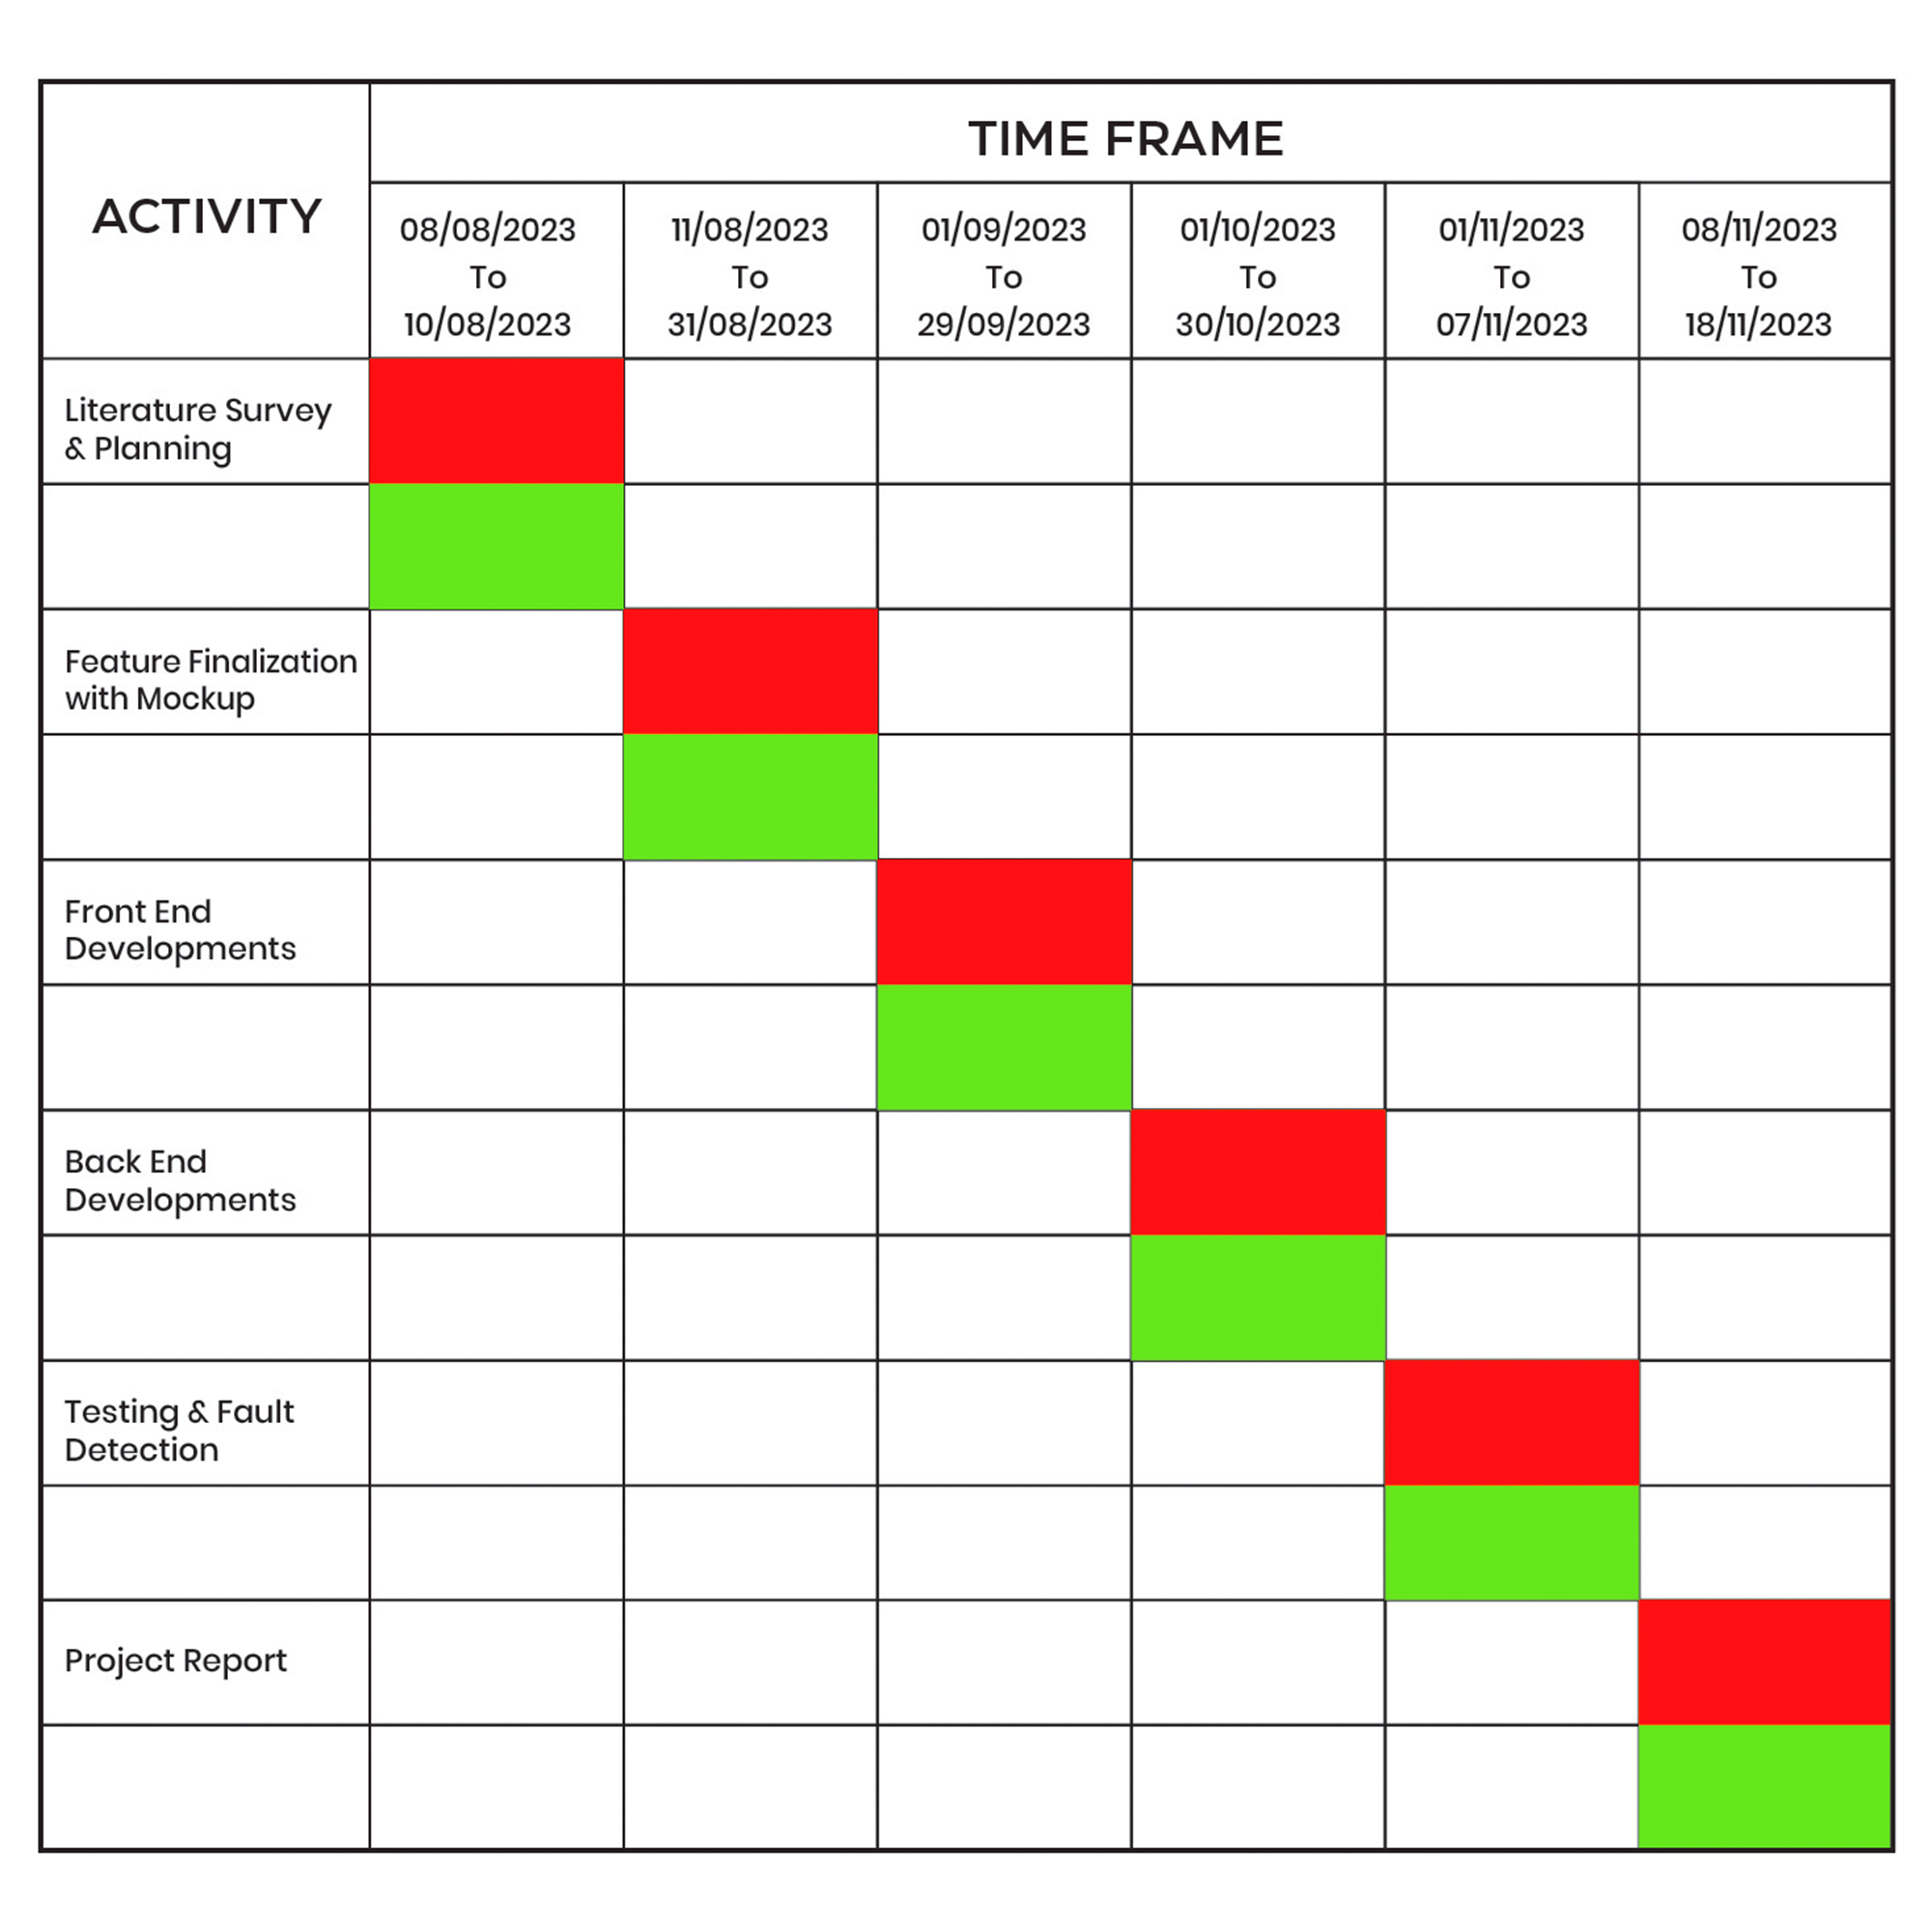 TIME FRAME
ACTIVITY
08/08/2023
To
10/08/2023
11/08/2023
To
31/08/2023
01/09/2023
To
29/09/2023
01/10/2023
To
30/10/2023
01/11/2023
To
07/11/2023
08/11/2023
To
18/11/2023
Literature Survey
& Planning
Feature Finalization
with Mockup
Front End
Developments
Back End
Developments
Testing & Fault
Detection
Project Report